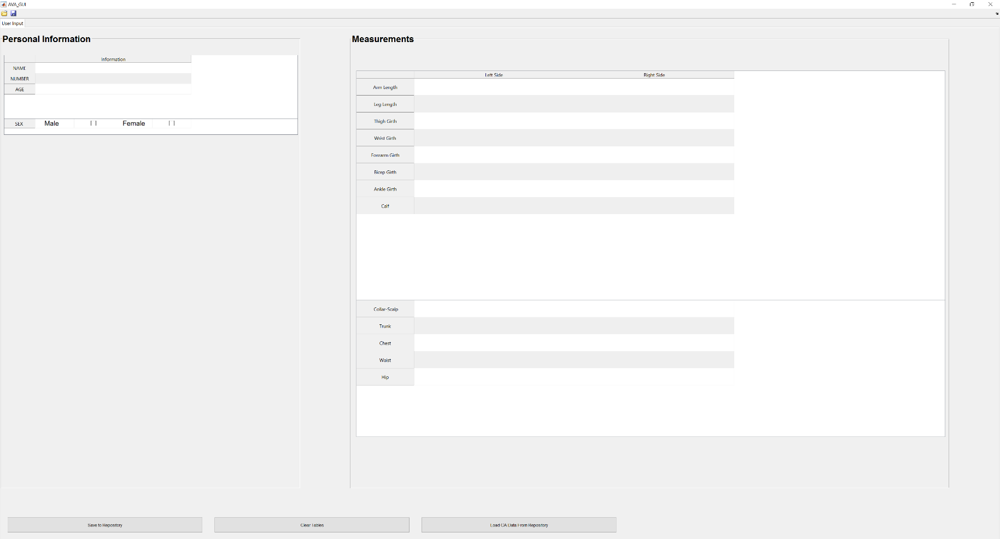 AVA_GUI
User Input
Personal Information
Information
NAME
NUMBER
AGE
SEX Male Female
Measurements
Left Side Right Side
Arm Length
Leg Length
Thigh Girth
Wrist Girth
Forearm Girth
Bicep Girth
Ankle Girth
Calf
Collar-Scalp
Trunk
Chest
Waist
Hip
Save to Repository Clear Tables Load CA Data From Repository